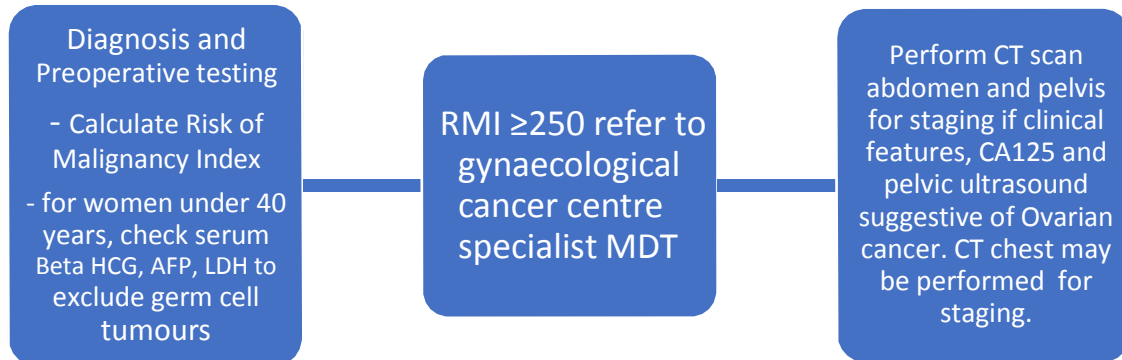 Diagnosis and
Preoperative testing
- Calculate Risk of
Malignancy Index
- for women under 40
years, check serum
Beta HCG, AFP, LDH to
exclude germ cell
tumours
RMI ≥250 refer to
gynaecological
cancer centre
specialist MDT
Perform CT scan
abdomen and pelvis
for staging if clinical
features, CA125 and
pelvic ultrasound
suggestive of Ovarian
cancer. CT chest may
be performed for
staging.